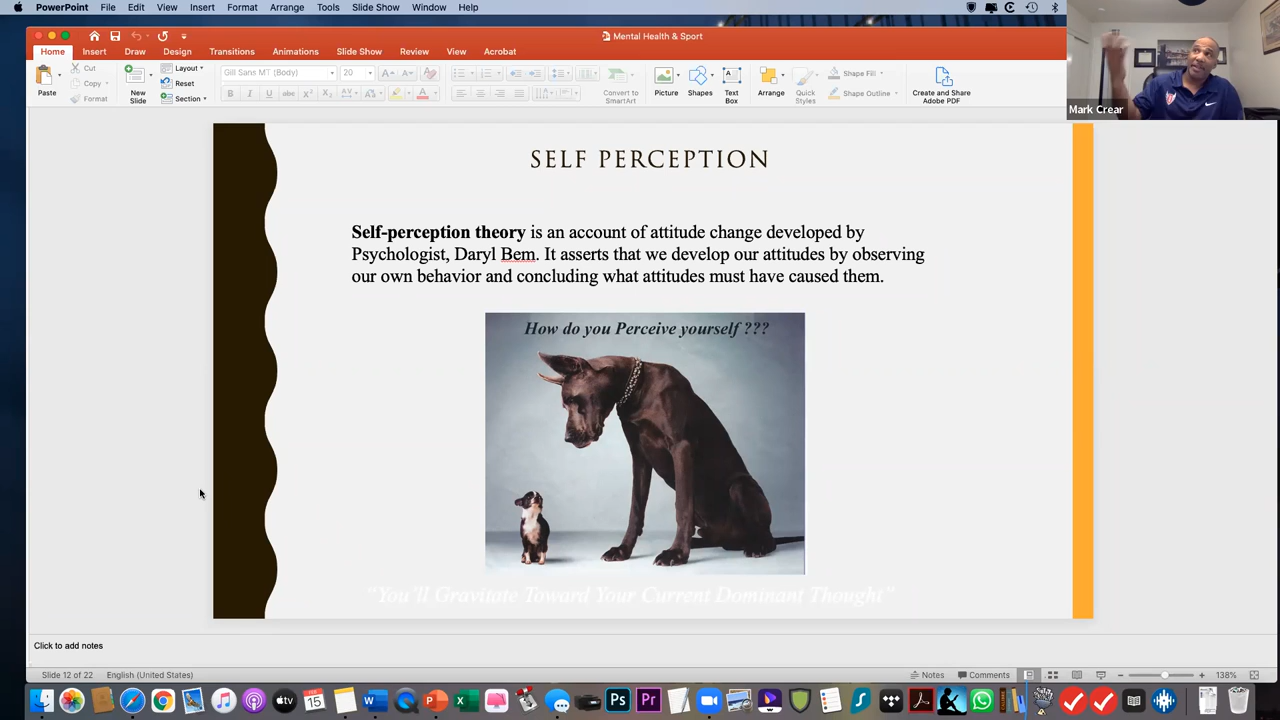 PowerPoint File Edit View Insert Format Arrange Tools Slide Show Window Help
Mental Health & Sport
Home Insert Draw Design Transitions Animations Slide Show Review View Acrobat
Paste
Cut
Copy
Format
New Slide
Layout
Reset
Section
Gill Sans MT (Body) 20
Convert to SmartArt
Picture
Shapes
Text Box
Arrange
Quick Styles
Shape Fill
Shape Outline
Create and Share Adobe PDF
Mark Crear
SELF PERCEPTION
Self-perception theory is an account of attitude change developed by
Psychologist, Daryl Bem. It asserts that we develop our attitudes by observing
our own behavior and concluding what attitudes must have caused them.
How do you Perceive yourself ???
“You’ll Gravitate Toward Your Current Dominant Thought”
Click to add notes
Slide 12 of 22 English (United States) Notes Comments 138%
FEB
15
Ps
Pr